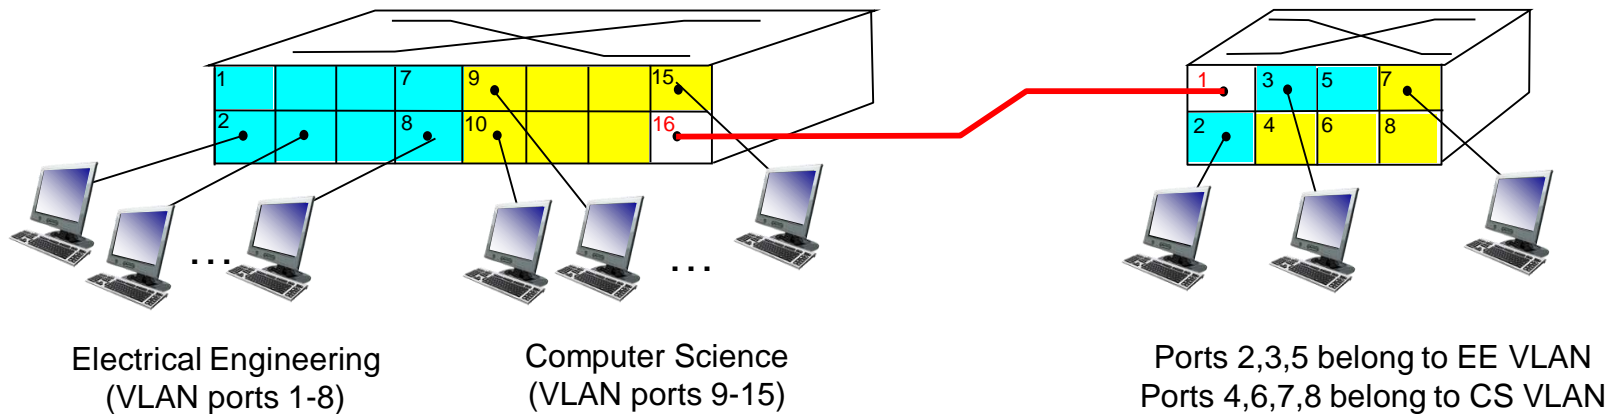 1 7 9 15
2 8 10 16
1 3 5 7
2 4 6 8
... ...
Electrical Engineering
(VLAN ports 1-8)
Computer Science
(VLAN ports 9-15)
Ports 2,3,5 belong to EE VLAN
Ports 4,6,7,8 belong to CS VLAN